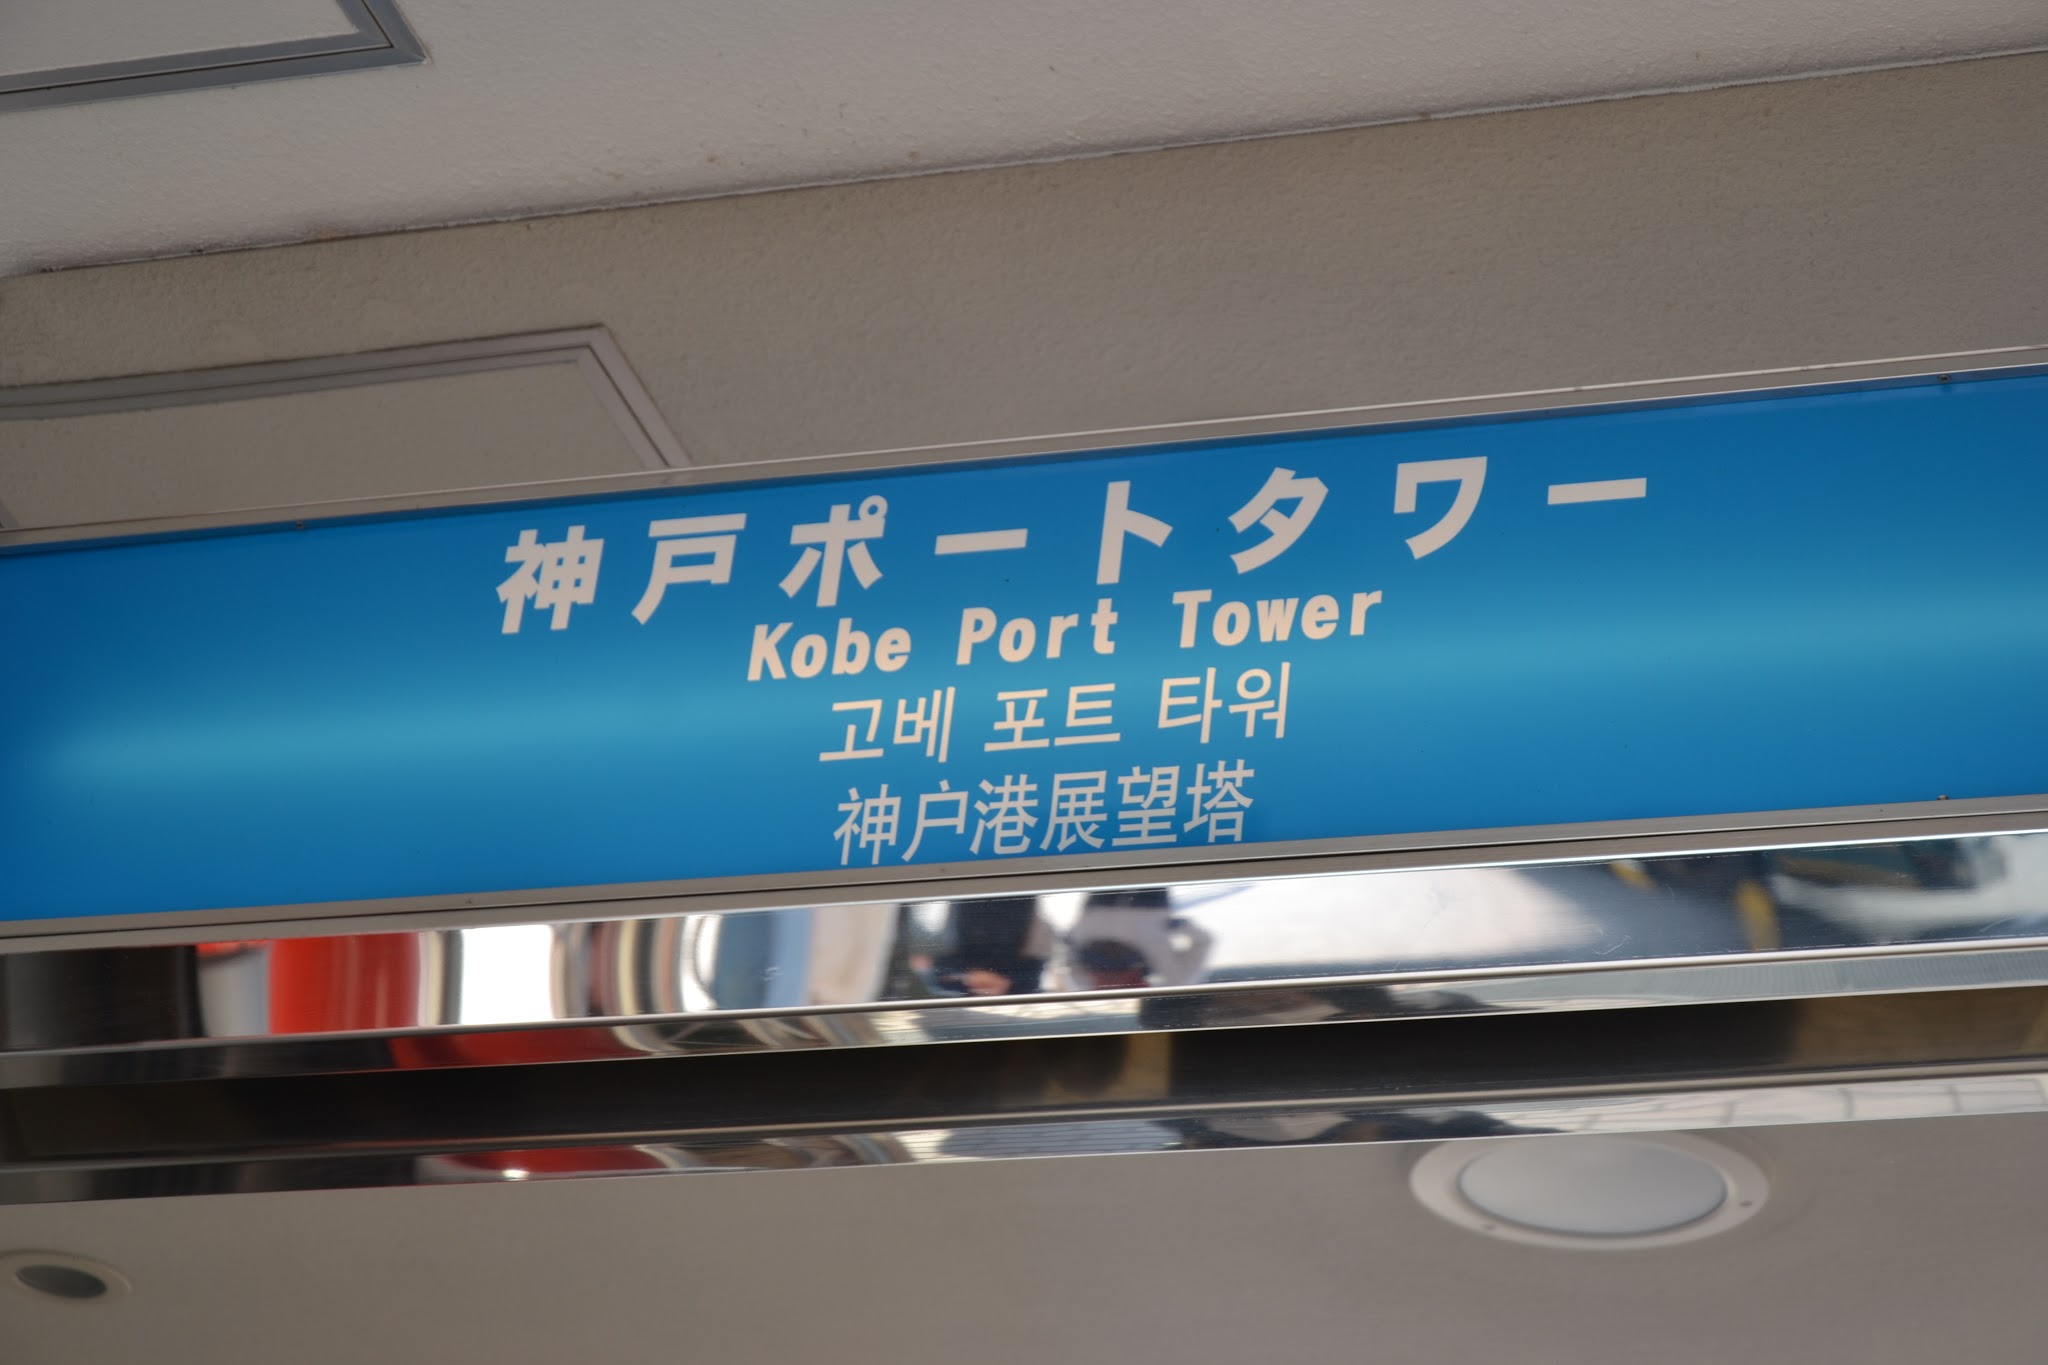 神戸ポートタワー
Kobe Port Tower
고베 포트 타워
神户港展望塔